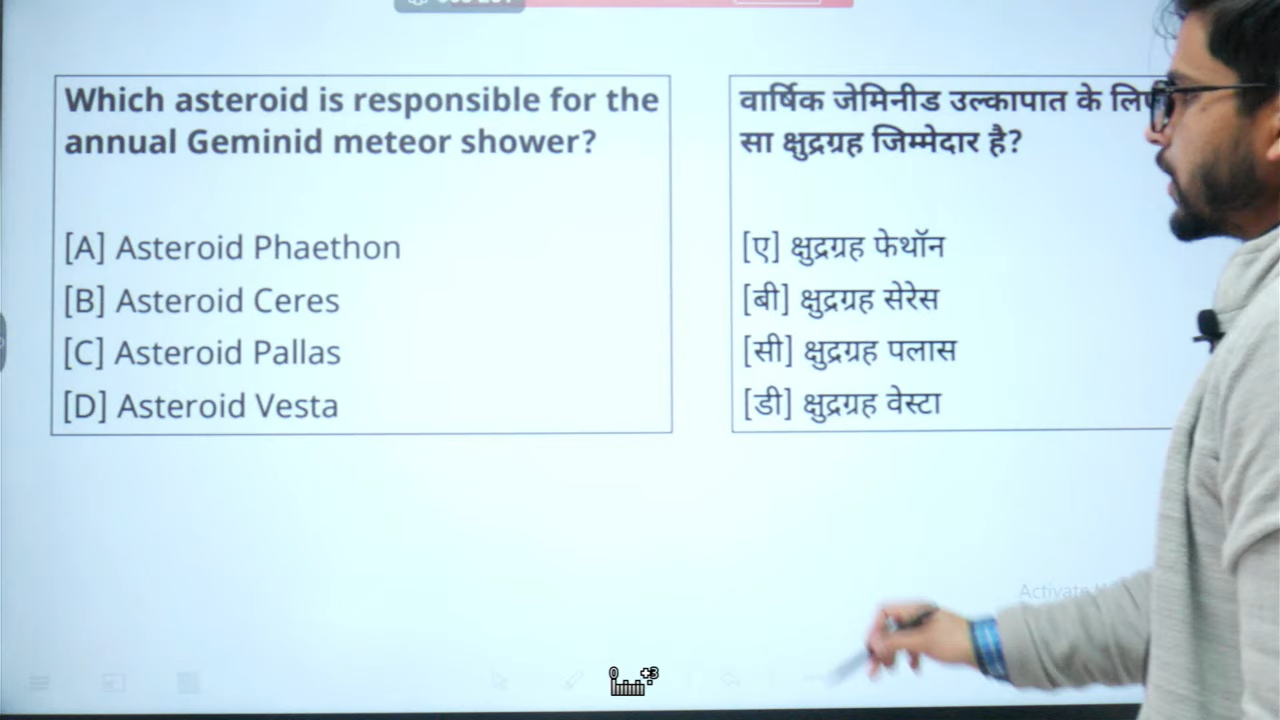 Which asteroid is responsible for the
annual Geminid meteor shower?
[A] Asteroid Phaethon
[B] Asteroid Ceres
[C] Asteroid Pallas
[D] Asteroid Vesta
वार्षिक जेमिनीड उल्कापात के
सा क्षुद्रग्रह जिम्मेदार है?
[ए] क्षुद्रग्रह फेथॉन
[बी] क्षुद्रग्रह सेरेस
[सी] क्षुद्रग्रह पलास
[डी] क्षुद्रग्रह वेस्टा
Activate